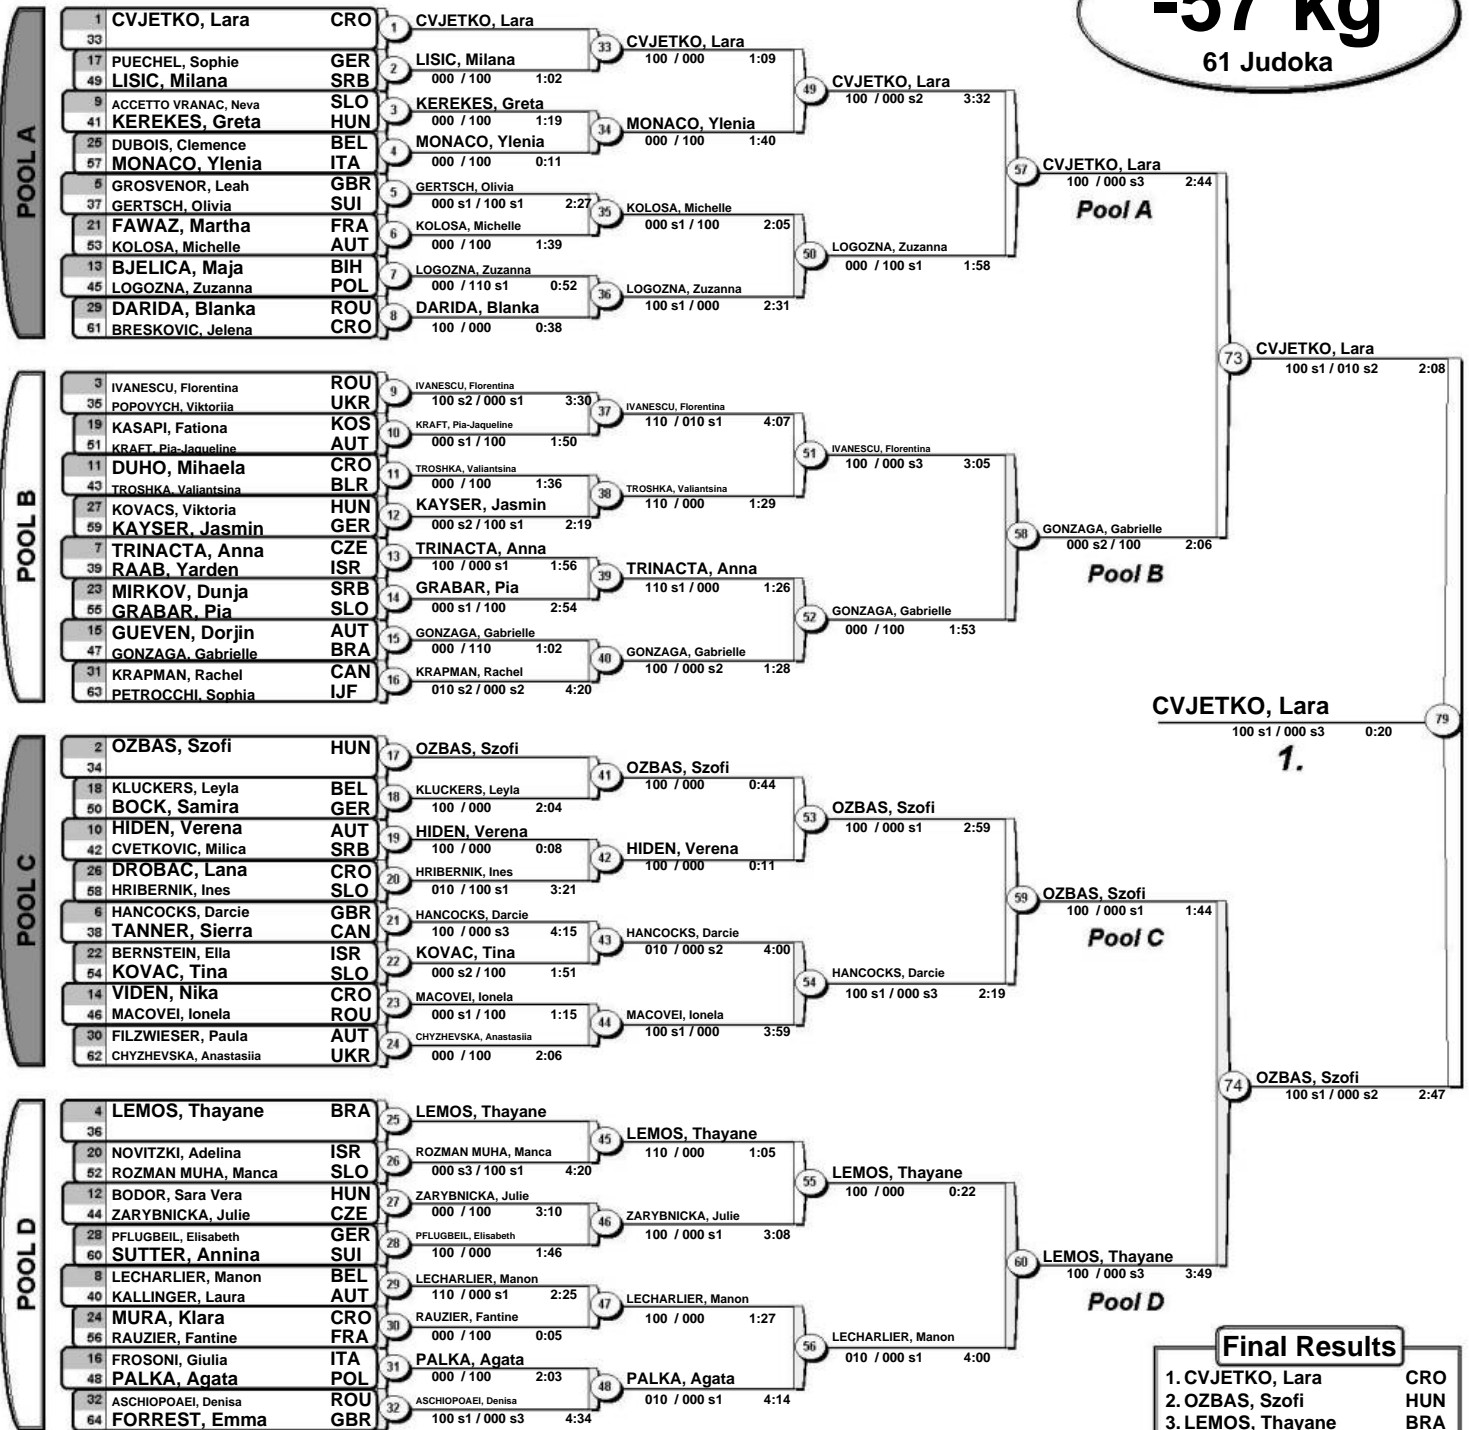 -57 kg
61 Judoka
POOL A
1 CVJETKO, Lara CRO
33
17 PUECHEL, Sophie GER
49 LISIC, Milana SRB
9 ACCETTO VRANAC, Neva SLO
41 KEREKES, Greta HUN
25 DUBOIS, Clemence BEL
57 MONACO, Ylenia ITA
5 GROSVENOR, Leah GBR
37 GERTSCH, Olivia SUI
21 FAWAZ, Martha FRA
53 KOLOSA, Michelle AUT
13 BJELICA, Maja BIH
45 LOGOZNA, Zuzanna POL
29 DARIDA, Blanka ROU
61 BRESKOVIC, Jelena CRO
1 CVJETKO, Lara
2 LISIC, Milana
000 / 100 1:02
3 KEREKES, Greta
000 / 100 1:19
4 MONACO, Ylenia
000 / 100 0:11
5 GERTSCH, Olivia
000 s1 / 100 s1 2:27
6 KOLOSA, Michelle
000 / 100 1:39
7 LOGOZNA, Zuzanna
000 / 110 s1 0:52
8 DARIDA, Blanka
100 / 000 0:38
33 CVJETKO, Lara
100 / 000 1:09
34 MONACO, Ylenia
000 / 100 1:40
35 KOLOSA, Michelle
000 s1 / 100 2:05
36 LOGOZNA, Zuzanna
100 s1 / 000 2:31
49 CVJETKO, Lara
100 / 000 s2 3:32
50 LOGOZNA, Zuzanna
000 / 100 s1 1:58
57 CVJETKO, Lara
100 / 000 s3 2:44
Pool A
POOL B
3 IVANESCU, Florentina ROU
35 POPOVYCH, Viktoriia UKR
19 KASAPI, Fationa KOS
51 KRAFT, Pia-Jaqueline AUT
11 DUHO, Mihaela CRO
43 TROSHKA, Valiantsina BLR
27 KOVACS, Viktoria HUN
59 KAYSER, Jasmin GER
7 TRINACTA, Anna CZE
39 RAAB, Yarden ISR
23 MIRKOV, Dunja SRB
55 GRABAR, Pia SLO
15 GUEVEN, Dorjin AUT
47 GONZAGA, Gabrielle BRA
31 KRAPMAN, Rachel CAN
63 PETROCCHI, Sophia IJF
9 IVANESCU, Florentina
100 s2 / 000 s1 3:30
10 KRAFT, Pia-Jaqueline
000 s1 / 100 1:50
11 TROSHKA, Valiantsina
000 / 100 1:36
12 KAYSER, Jasmin
000 s2 / 100 s1 2:19
13 TRINACTA, Anna
100 / 000 s1 1:56
14 GRABAR, Pia
000 s1 / 100 2:54
15 GONZAGA, Gabrielle
000 / 110 1:02
16 KRAPMAN, Rachel
010 s2 / 000 s2 4:20
37 IVANESCU, Florentina
110 / 010 s1 4:07
38 TROSHKA, Valiantsina
110 / 000 1:29
39 TRINACTA, Anna
110 s1 / 000 1:26
40 GONZAGA, Gabrielle
100 / 000 s2 1:28
51 IVANESCU, Florentina
100 / 000 s3 3:05
52 GONZAGA, Gabrielle
000 / 100 1:53
58 GONZAGA, Gabrielle
000 s2 / 100 2:06
Pool B
73 CVJETKO, Lara
100 s1 / 010 s2 2:08
CVJETKO, Lara 79
100 s1 / 000 s3 0:20
1.
POOL C
2 OZBAS, Szofi HUN
34
18 KLUCKERS, Leyla BEL
50 BOCK, Samira GER
10 HIDEN, Verena AUT
42 CVETKOVIC, Milica SRB
26 DROBAC, Lana CRO
58 HRIBERNIK, Ines SLO
6 HANCOCKS, Darcie GBR
38 TANNER, Sierra CAN
22 BERNSTEIN, Ella ISR
54 KOVAC, Tina SLO
14 VIDEN, Nika CRO
46 MACOVEI, Ionela ROU
30 FILZWIESER, Paula AUT
62 CHYZHEVSKA, Anastasiia UKR
17 OZBAS, Szofi
18 KLUCKERS, Leyla
100 / 000 2:04
19 HIDEN, Verena
100 / 000 0:08
20 HRIBERNIK, Ines
010 / 100 s1 3:21
21 HANCOCKS, Darcie
100 / 000 s3 4:15
22 KOVAC, Tina
000 s2 / 100 1:51
23 MACOVEI, Ionela
000 s1 / 100 1:15
24 CHYZHEVSKA, Anastasiia
000 / 100 2:06
41 OZBAS, Szofi
100 / 000 0:44
42 HIDEN, Verena
100 / 000 0:11
43 HANCOCKS, Darcie
010 / 000 s2 4:00
44 MACOVEI, Ionela
100 s1 / 000 3:59
53 OZBAS, Szofi
100 / 000 s1 2:59
54 HANCOCKS, Darcie
100 s1 / 000 s3 2:19
59 OZBAS, Szofi
100 / 000 s1 1:44
Pool C
74 OZBAS, Szofi
100 s1 / 000 s2 2:47
POOL D
4 LEMOS, Thayane BRA
36
20 NOVITZKI, Adelina ISR
52 ROZMAN MUHA, Manca SLO
12 BODOR, Sara Vera HUN
44 ZARYBNICKA, Julie CZE
28 PFLUGBEIL, Elisabeth GER
60 SUTTER, Annina SUI
8 LECHARLIER, Manon BEL
40 KALLINGER, Laura AUT
24 MURA, Klara CRO
56 RAUZIER, Fantine FRA
16 FROSONI, Giulia ITA
48 PALKA, Agata POL
32 ASCHIOPOAEI, Denisa ROU
64 FORREST, Emma GBR
25 LEMOS, Thayane
26 ROZMAN MUHA, Manca
000 s3 / 100 s1 4:20
27 ZARYBNICKA, Julie
000 / 100 3:10
28 PFLUGBEIL, Elisabeth
100 / 000 1:46
29 LECHARLIER, Manon
110 / 000 s1 2:25
30 RAUZIER, Fantine
000 / 100 0:05
31 PALKA, Agata
000 / 100 2:03
32 ASCHIOPOAEI, Denisa
100 s1 / 000 s3 4:34
45 LEMOS, Thayane
110 / 000 1:05
46 ZARYBNICKA, Julie
100 / 000 s1 3:08
47 LECHARLIER, Manon
100 / 000 1:27
48 PALKA, Agata
010 / 000 s1 4:14
55 LEMOS, Thayane
100 / 000 0:22
56 LECHARLIER, Manon
010 / 000 s1 4:00
60 LEMOS, Thayane
100 / 000 s3 3:49
Pool D
Final Results
1. CVJETKO, Lara CRO
2. OZBAS, Szofi HUN
3. LEMOS, Thayane BRA